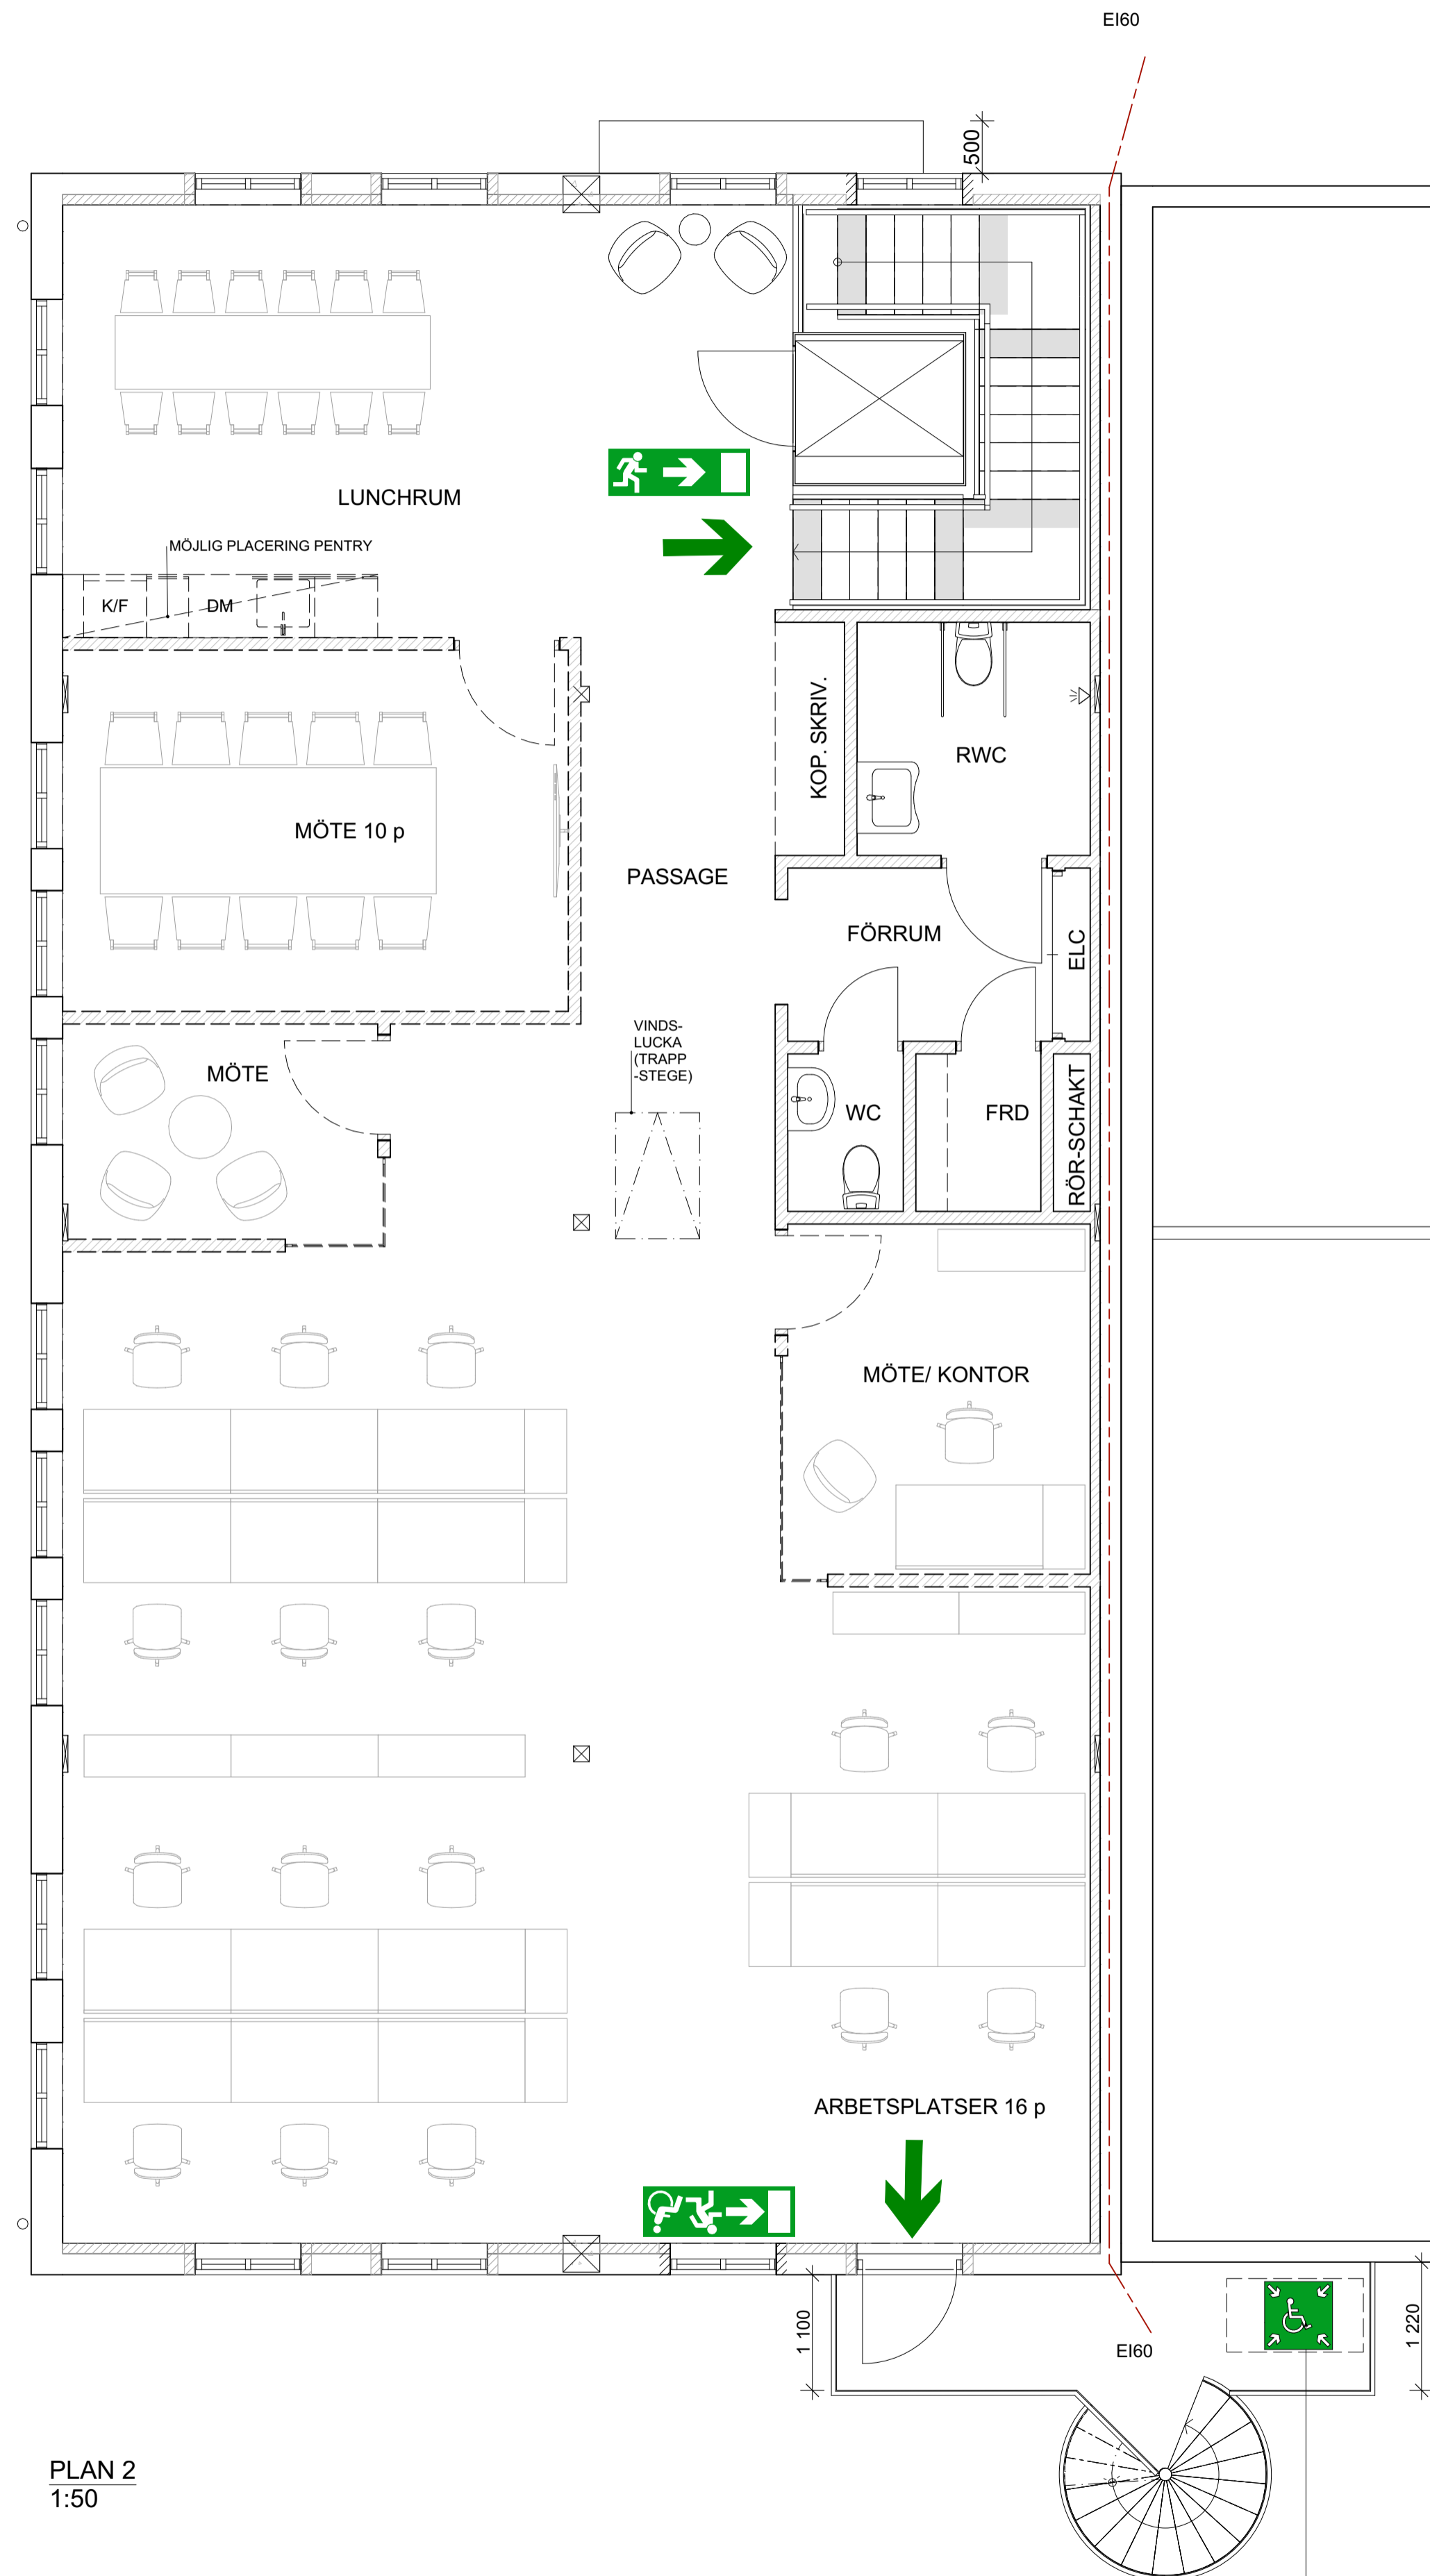 EI60
500
LUNCHRUM
MÖJLIG PLACERING PENTRY
K/F
DM
KOP. SKRIV.
RWC
MÖTE 10 p
PASSAGE
FÖRRUM
ELC
VINDS-
LUCKA
(TRAPP
-STEGE)
MÖTE
WC
FRD
RÖR-SCHAKT
MÖTE/ KONTOR
ARBETSPLATSER 16 p
1 100
1 220
EI60
PLAN 2
1:50